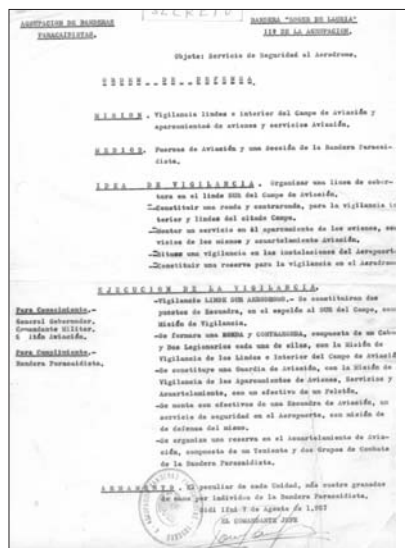 AGRUPACION DE BANDERAS
PARACAIDISTAS.
SECRETO
BANDERA "ROGER DE LAURIA"
IIª DE LA AGRUPACION.
Objeto: Servicio de Seguridad al Aerodromo.
ORDEN DE DEFENSA
MISION. Vigilancia lindes e interior del Campo de Aviación y
aparcamientos de aviones y servicios Aviación.
MEDIOS. Fuerzas de Aviación y una Sección de la Bandera Paracai-
dista.
IDEA DE VIGILANCIA. Organizar una linea de cober-
tura en el linde SUR del Campo de Aviación.
-Constituir una ronda y contraronda, para la vigilancia in
terior y lindes del citado Campo.
-Montar un servicio en el aparcamiento de los aviones, ser
vicios de los mismos y acuartelamiento Aviación.
-Situar una vigilancia en las instalaciones del Aeropuerto
-Constituir una reserva para la vigilancia en el Aerodromo
EJECUCION DE LA VIGILANCIA.
-Vigilancia LINDE SUR AERODROMO.- Se constituiran dos
puestos de Escuadra, en el espolón al SUR del Campo, con
Misión de Vigilancia.
-Se formara una RONDA y CONTRARONDA, compuesta de un Cabo
y Dos Legionarios cada una de ellas, con la Misión de
Vigilancia de los Lindes e Interior del Campo de Aviación
-Se constituye una Guardia de Aviación, con la Misión de
Vigilancia de los Aparcamientos de Aviones, Servicios y
Acuartelamiento, con un efectivo de un Pelotón.
-Se monta con efectivos de una Escuadra de Aviación, un
servicio de seguridad en el Aeropuerto, con misión de
de defensa del mismo.
-Se organiza una reserva en el Acuartelamiento de Avia-
ción, compuesta de un Teniente y dos Grupos de Combate
de la Bandera Paracaidista.
Para Conocimiento.-
General Gobernador,
Comandante Militar,
Aviación.
Para Cumplimiento.-
Bandera Paracaidista.
ARMAMENTO. El peculiar de cada Unidad, más cuatro granadas
de mano por individuo de la Bandera Paracaidista.
Sidi Ifni 7 de Agosto de 1.957
EL COMANDANTE JEFE